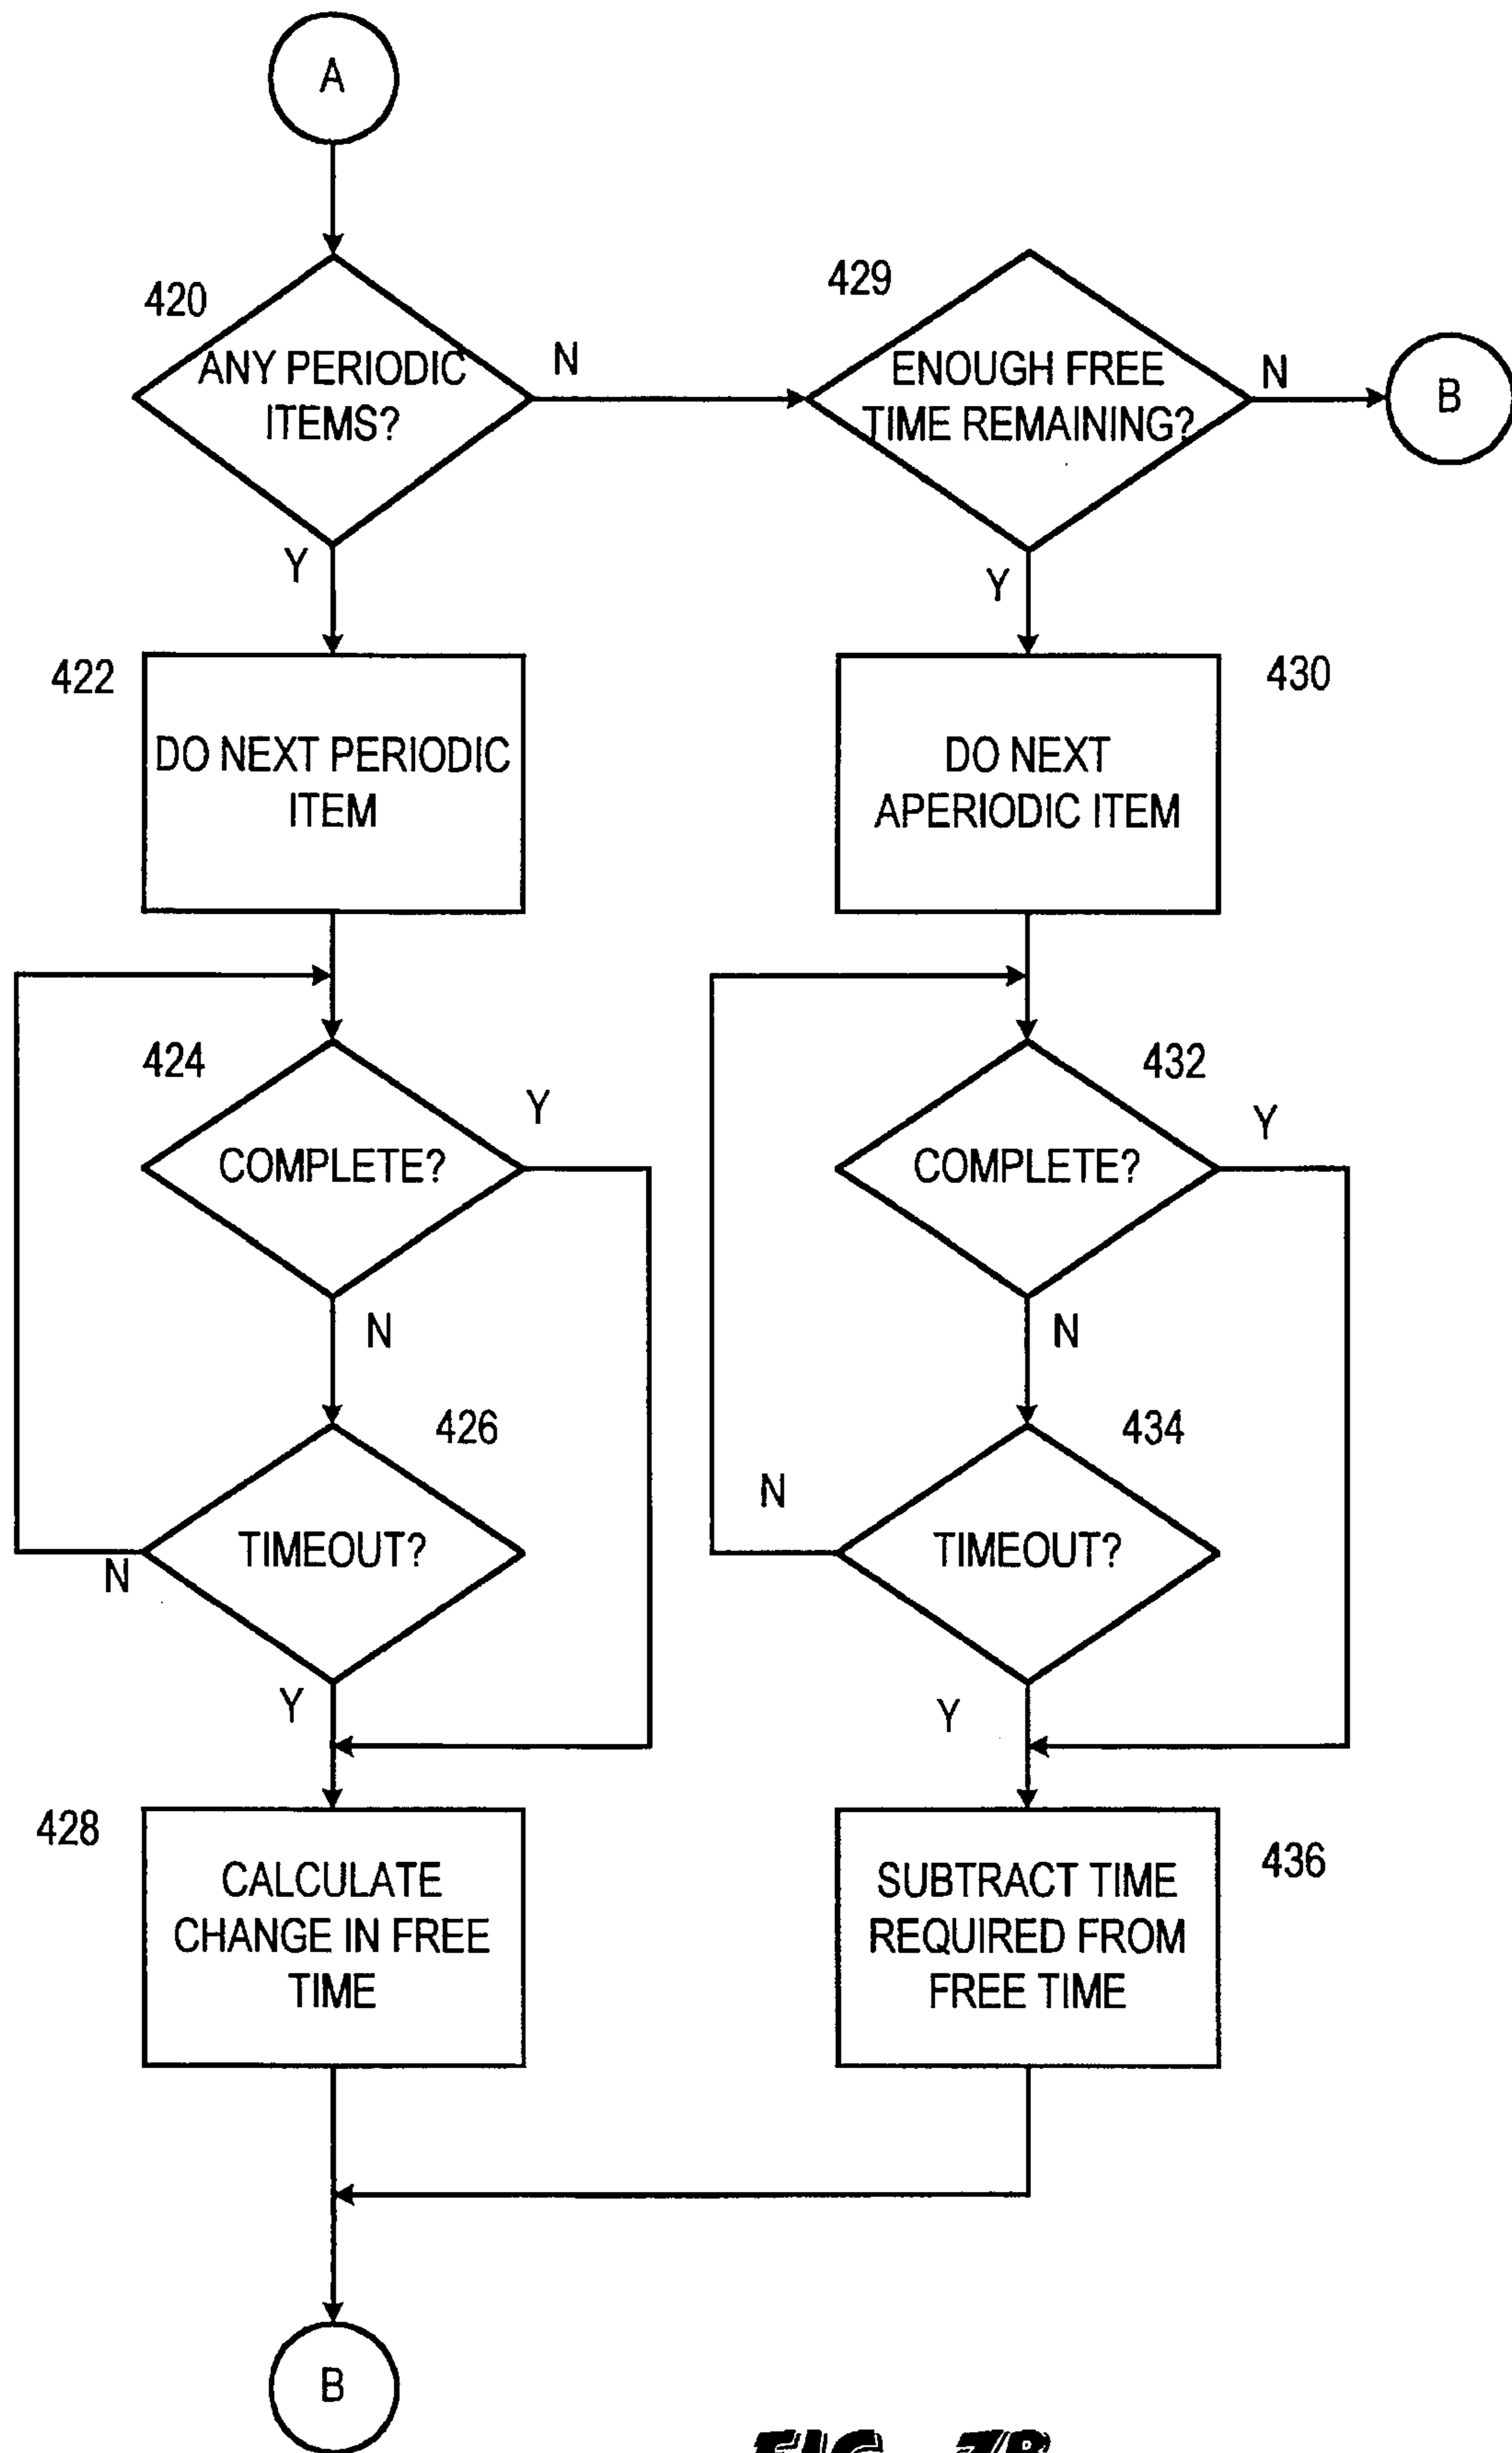 A
420
ANY PERIODIC
ITEMS?
N
429
ENOUGH FREE
TIME REMAINING?
N
B
Y
Y
422
DO NEXT PERIODIC
ITEM
430
DO NEXT
APERIODIC ITEM
424
COMPLETE?
Y
432
COMPLETE?
Y
N
N
426
TIMEOUT?
N
434
TIMEOUT?
N
Y
Y
428
CALCULATE
CHANGE IN FREE
TIME
436
SUBTRACT TIME
REQUIRED FROM
FREE TIME
B